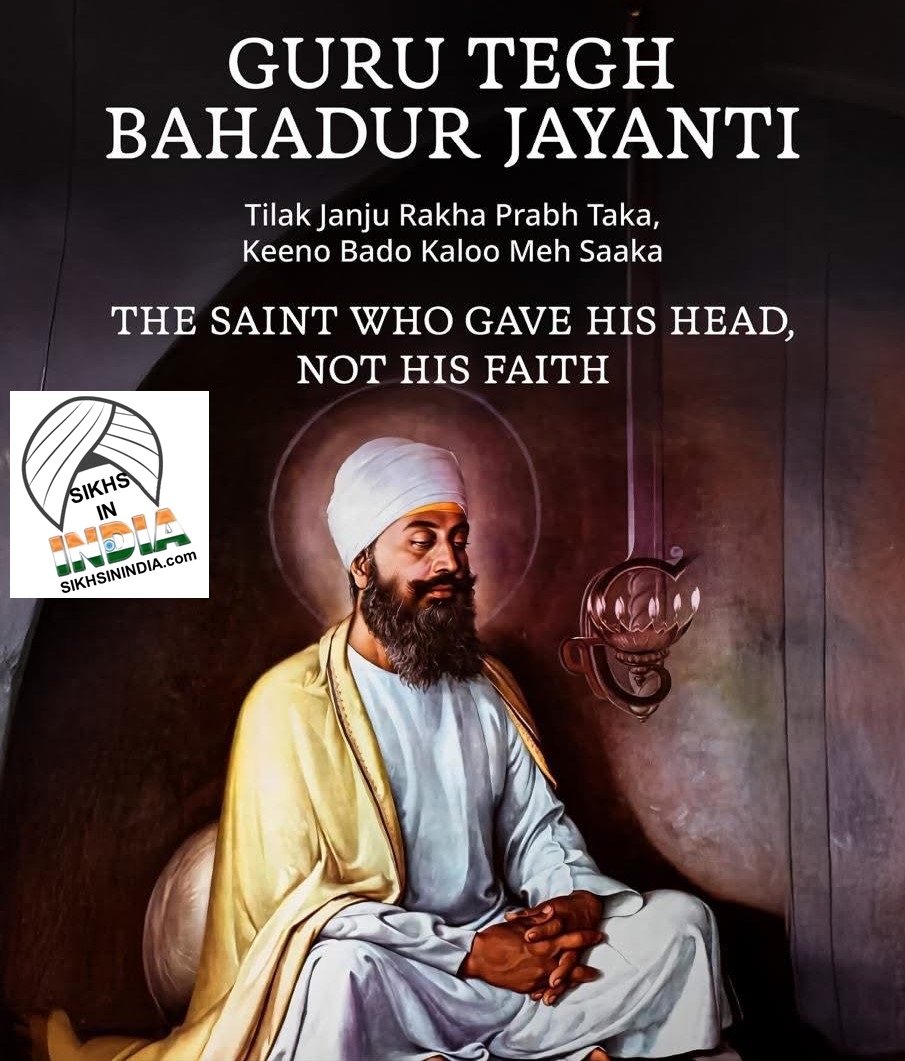 GURU TEGH
BAHADUR JAYANTI
Tilak Janju Rakha Prabh Taka,
Keeno Bado Kaloo Meh Saaka
THE SAINT WHO GAVE HIS HEAD,
NOT HIS FAITH
SIKHS
IN
INDIA
SIKHSININDIA.com